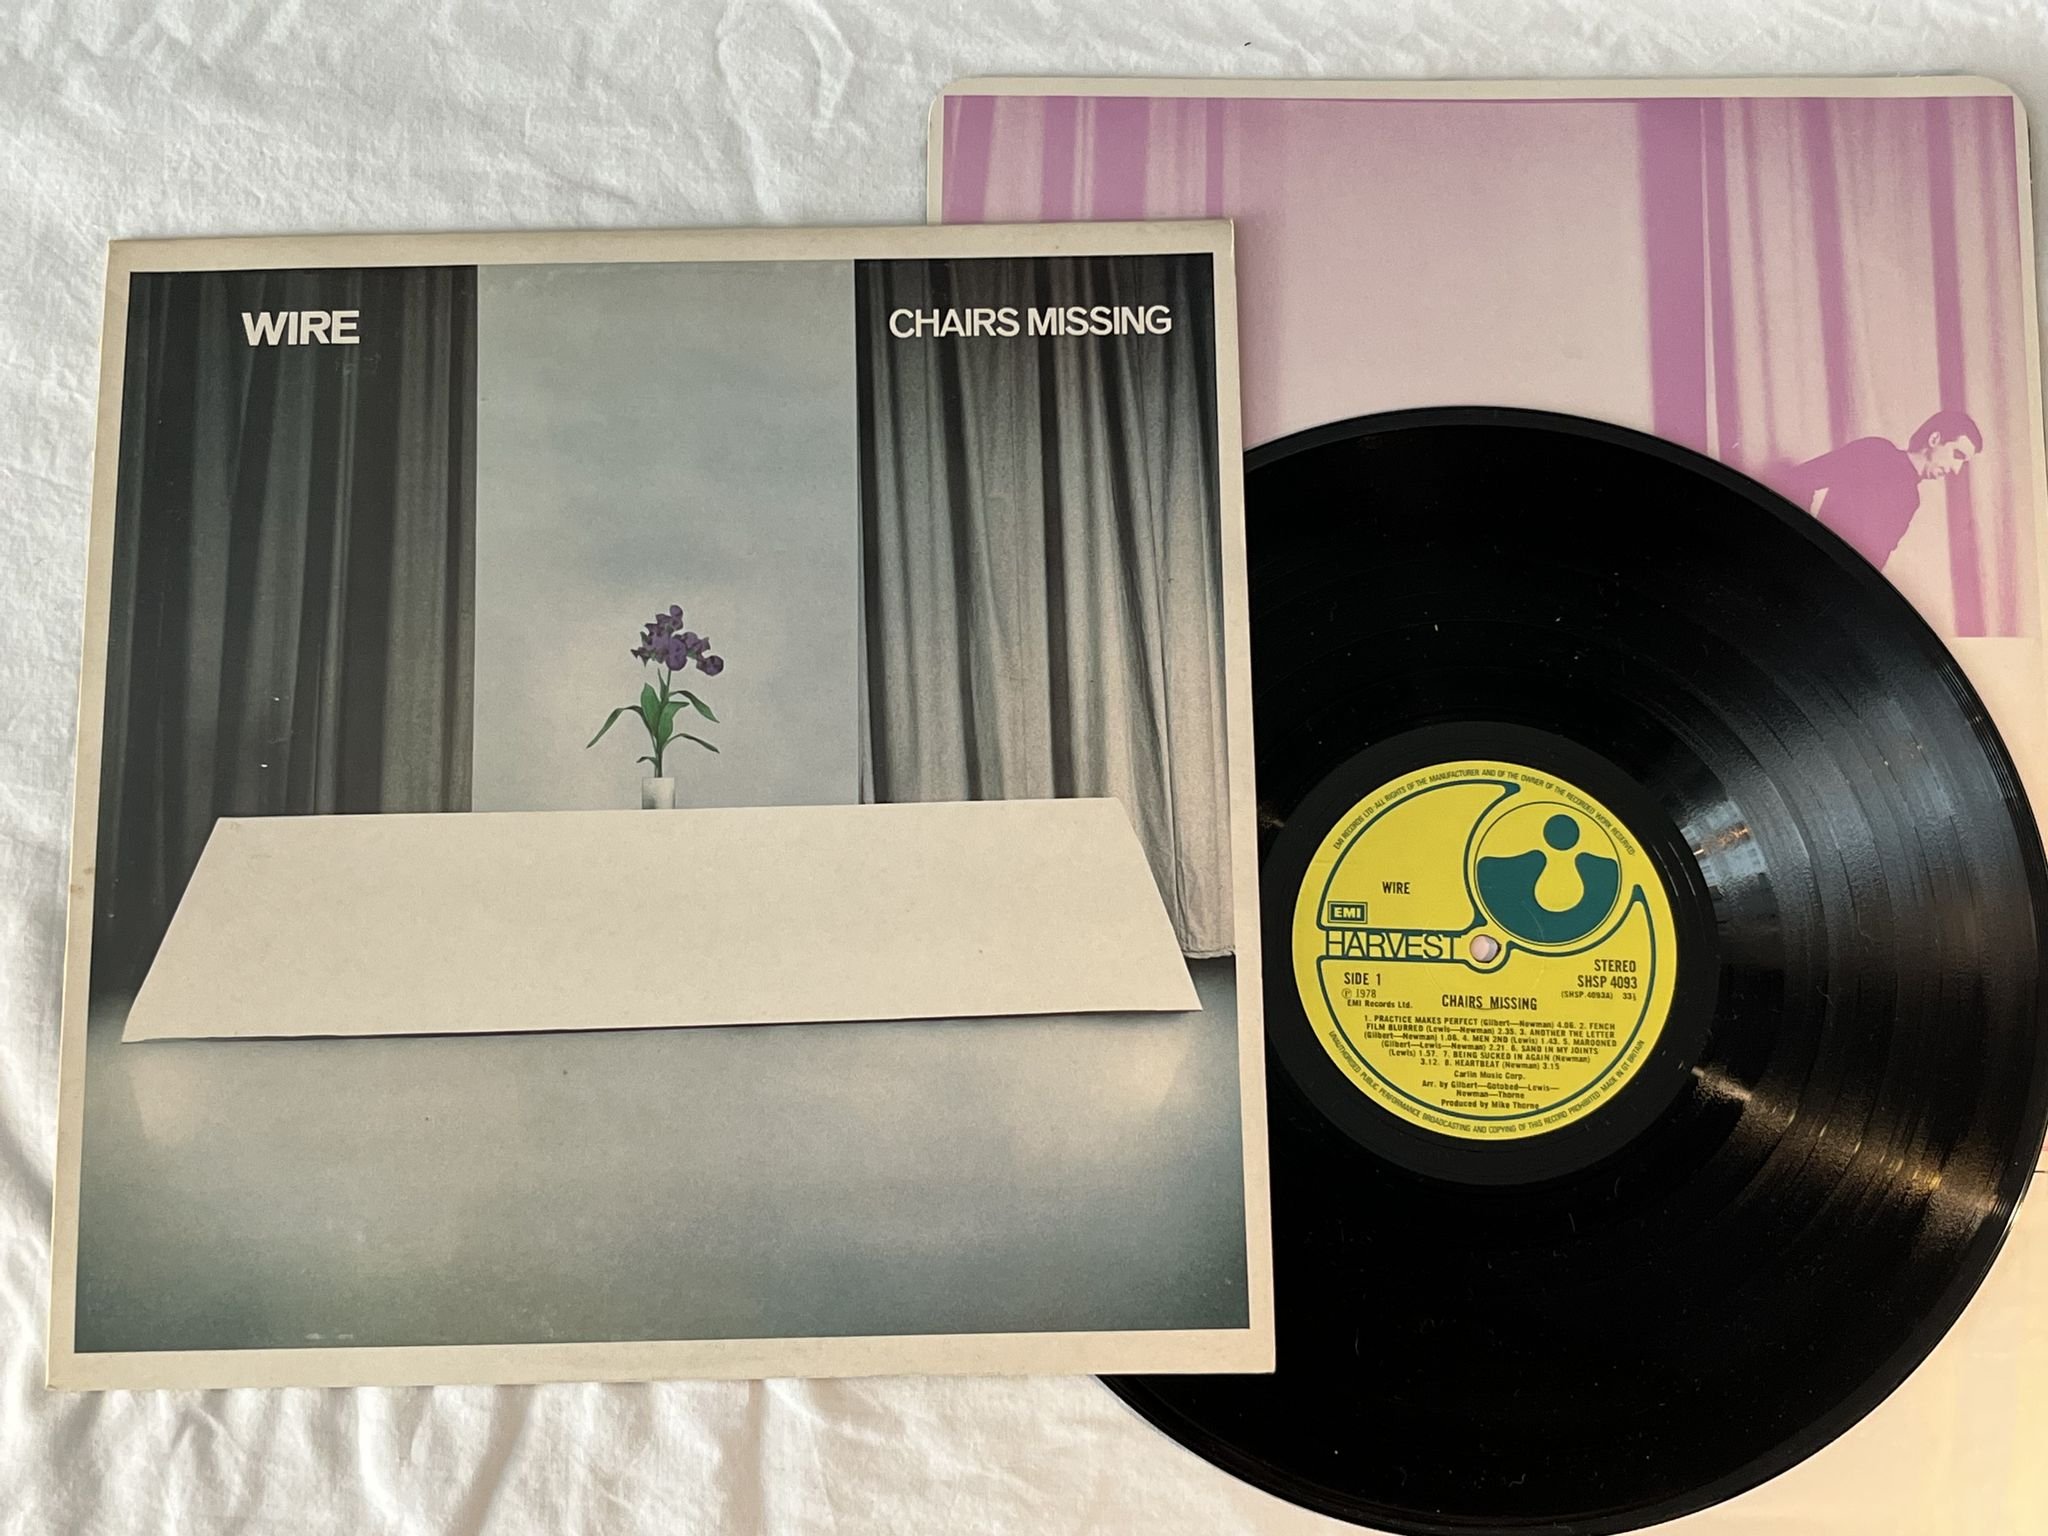 WIRE
CHAIRS MISSING
EMI RECORDS LTD ALL RIGHTS OF THE MANUFACTURER AND OF THE OWNER OF THE RECORDED WORK RESERVED
WIRE
EMI
HARVEST
STEREO
SIDE 1
SHSP 4093
℗ 1978
(SHSP.4093A) 33⅓
EMI Records Ltd.
CHAIRS MISSING
1. PRACTICE MAKES PERFECT (Gilbert—Newman) 4.06. 2. FENCH
FILM BLURRED (Lewis—Newman) 2.35. 3. ANOTHER THE LETTER
(Gilbert—Newman) 1.06. 4. MEN 2ND (Lewis) 1.43. 5. MAROONED
(Gilbert—Lewis—Newman) 2.21. 6. SAND IN MY JOINTS
(Lewis) 1.57. 7. BEING SUCKED IN AGAIN (Newman)
3.12. 8. HEARTBEAT (Newman) 3.15
Carlin Music Corp.
Arr. by Gilbert—Gotobed—Lewis—
Newman—Thorne
Produced by Mike Thorne
UNAUTHORISED PUBLIC PERFORMANCE BROADCASTING AND COPYING OF THIS RECORD PROHIBITED. MADE IN GT BRITAIN